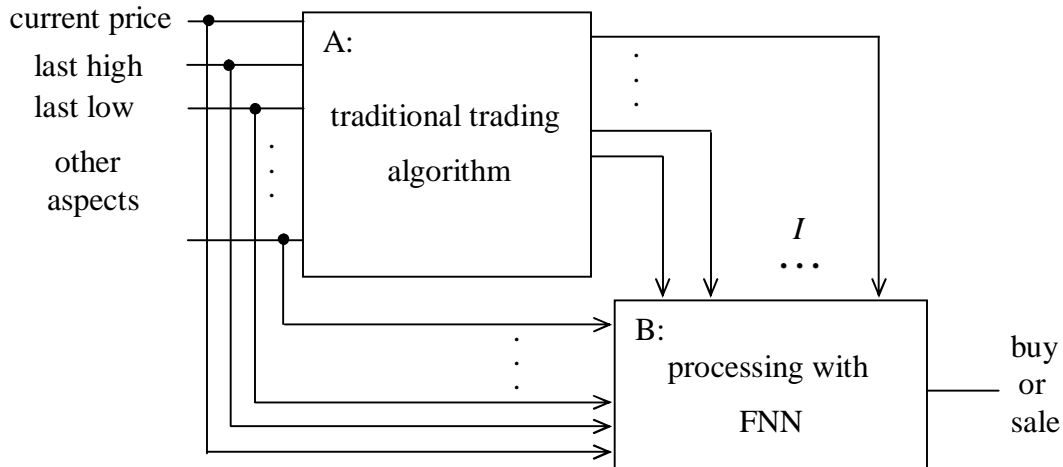 current price
last high
last low
other
aspects
A:
traditional trading
algorithm
I
B:
processing with
FNN
buy
or
sale